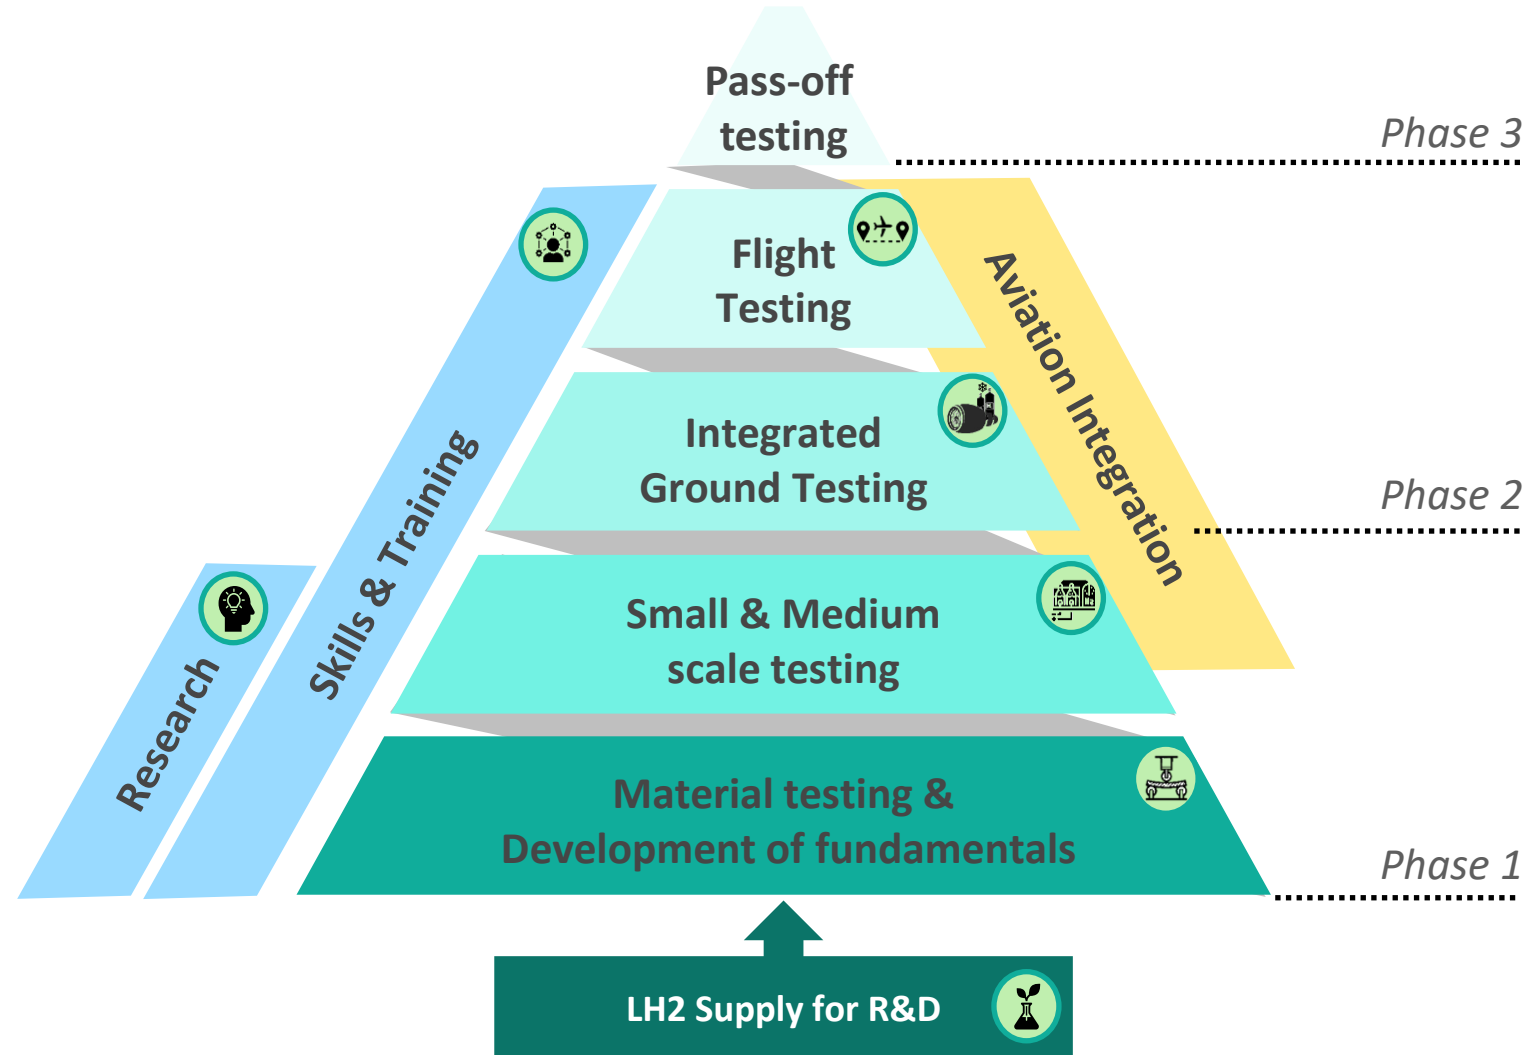 Pass-off
testing
Phase 3
Flight
Testing
Aviation Integration
Integrated
Ground Testing
Phase 2
Skills & Training
Small & Medium
scale testing
Research
Material testing &
Development of fundamentals
Phase 1
LH2 Supply for R&D